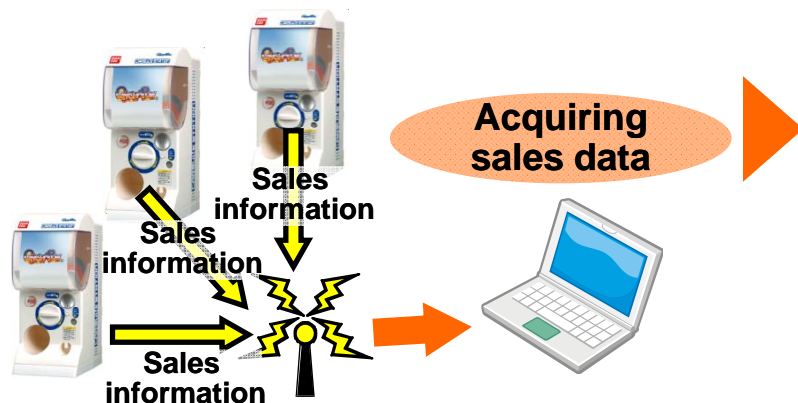 Acquiring
sales data
Sales
information
Sales
information
Sales
information